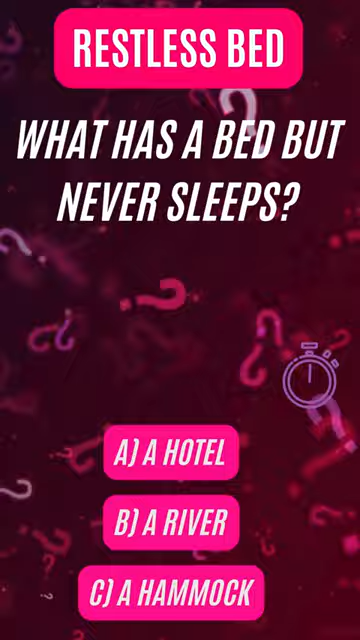 RESTLESS BED
WHAT HAS A BED BUT
NEVER SLEEPS?
A) A HOTEL
B) A RIVER
C) A HAMMOCK